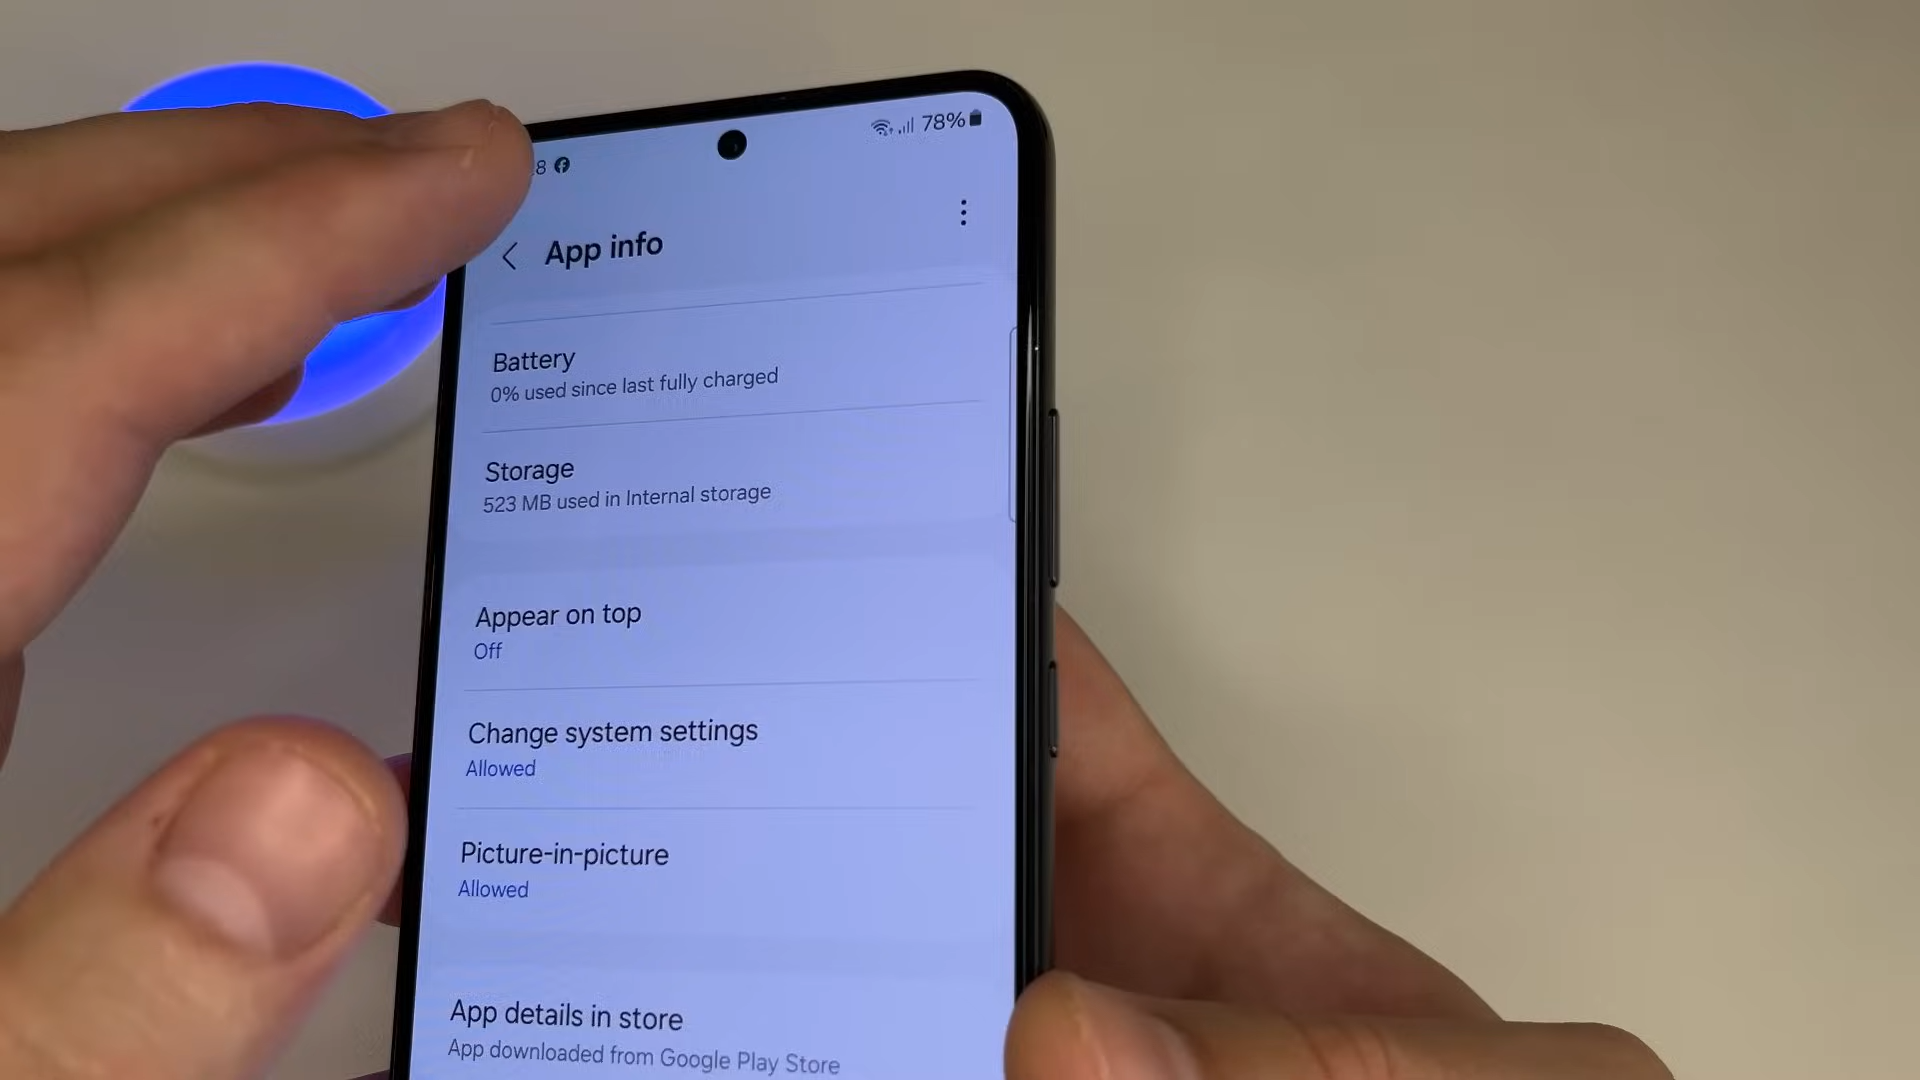 :8 78%
App info
Battery
0% used since last fully charged
Storage
523 MB used in Internal storage
Appear on top
Off
Change system settings
Allowed
Picture-in-picture
Allowed
App details in store
App downloaded from Google Play Store